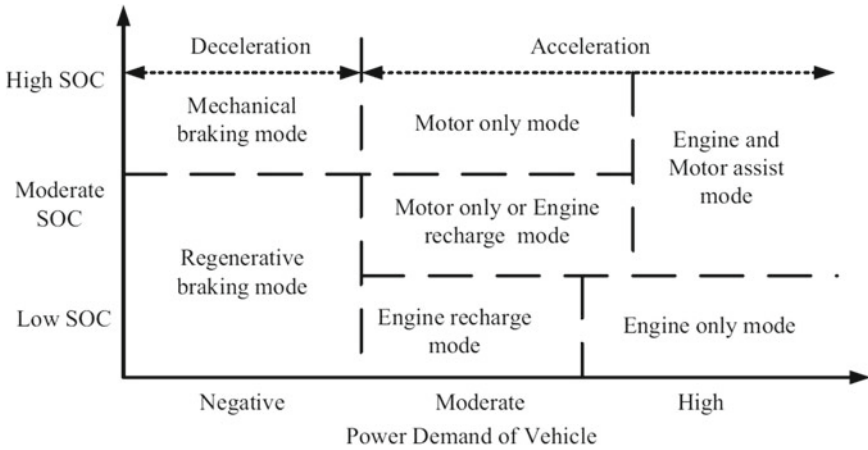 Deceleration
Acceleration
High SOC
Mechanical
braking mode
Motor only mode
Engine and
Motor assist
mode
Moderate
SOC
Motor only or Engine
recharge mode
Regenerative
braking mode
Low SOC
Engine recharge
mode
Engine only mode
Negative
Moderate
High
Power Demand of Vehicle